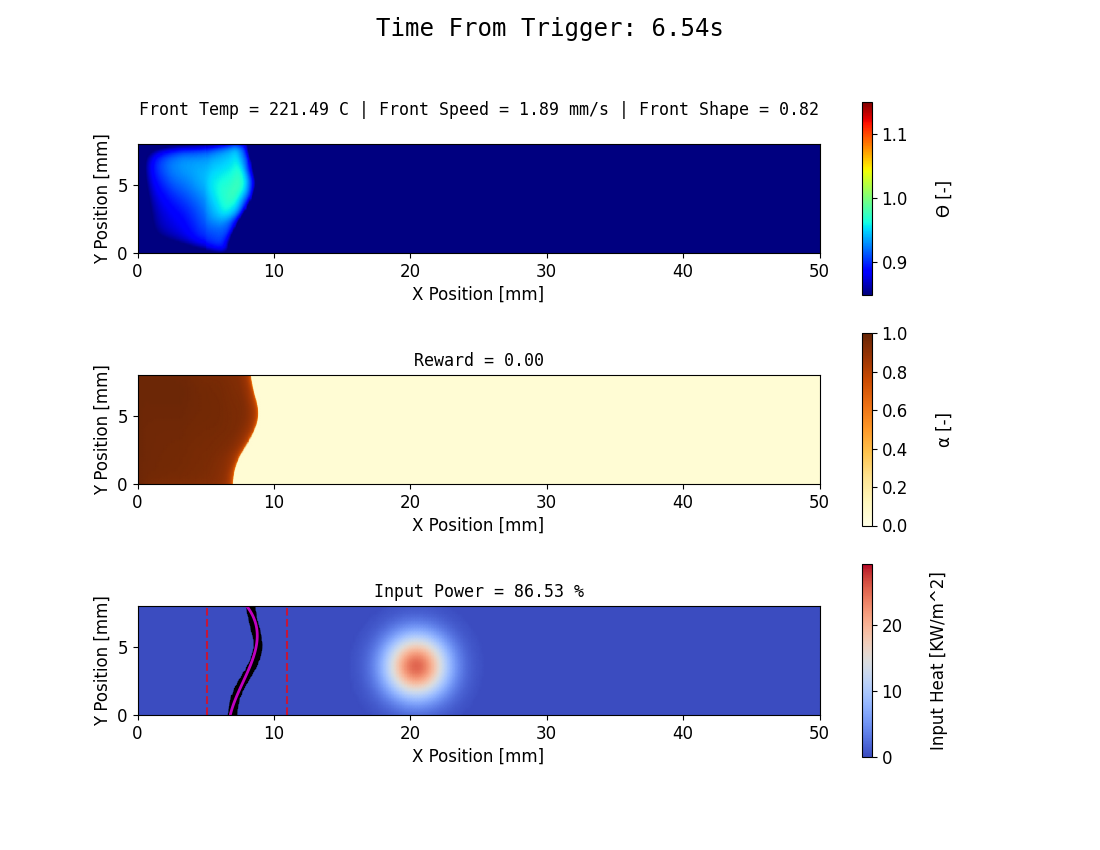 Time From Trigger: 6.54s
Front Temp = 221.49 C | Front Speed = 1.89 mm/s | Front Shape = 0.82
Y Position [mm]
5
0
0 10 20 30 40 50
X Position [mm]
1.1
1.0
0.9
Θ [-]
Reward = 0.00
Y Position [mm]
5
0
0 10 20 30 40 50
X Position [mm]
1.0
0.8
0.6
0.4
0.2
0.0
α [-]
Input Power = 86.53 %
Y Position [mm]
5
0
0 10 20 30 40 50
X Position [mm]
20
10
0
Input Heat [KW/m^2]